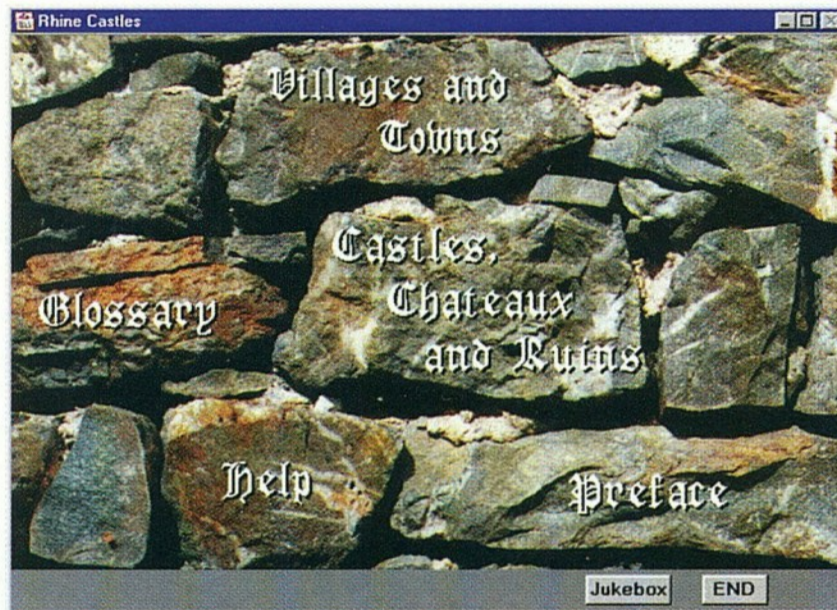 Rhine Castles
Villages and
Towns
Castles,
Chateaux
and Ruins
Glossary
Help
Preface
Jukebox
END